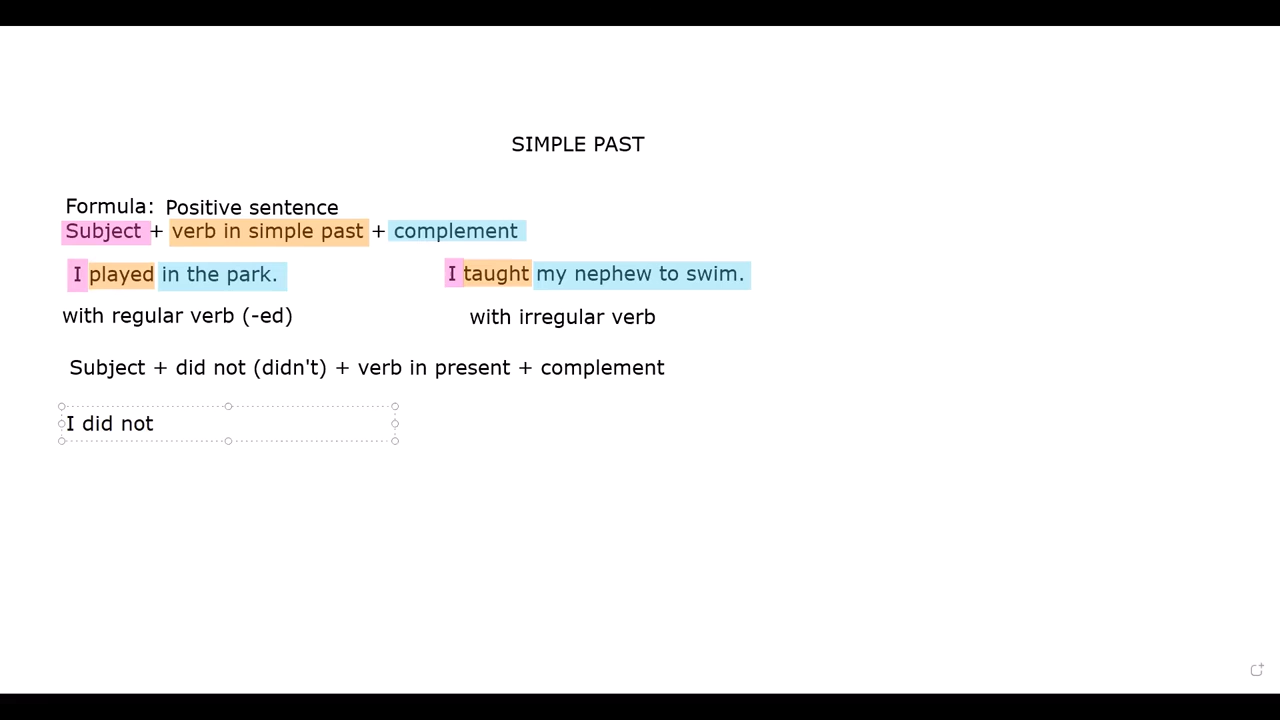 SIMPLE PAST
Formula: Positive sentence
Subject + verb in simple past + complement
I played in the park.
I taught my nephew to swim.
with regular verb (-ed)
with irregular verb
Subject + did not (didn't) + verb in present + complement
I did not